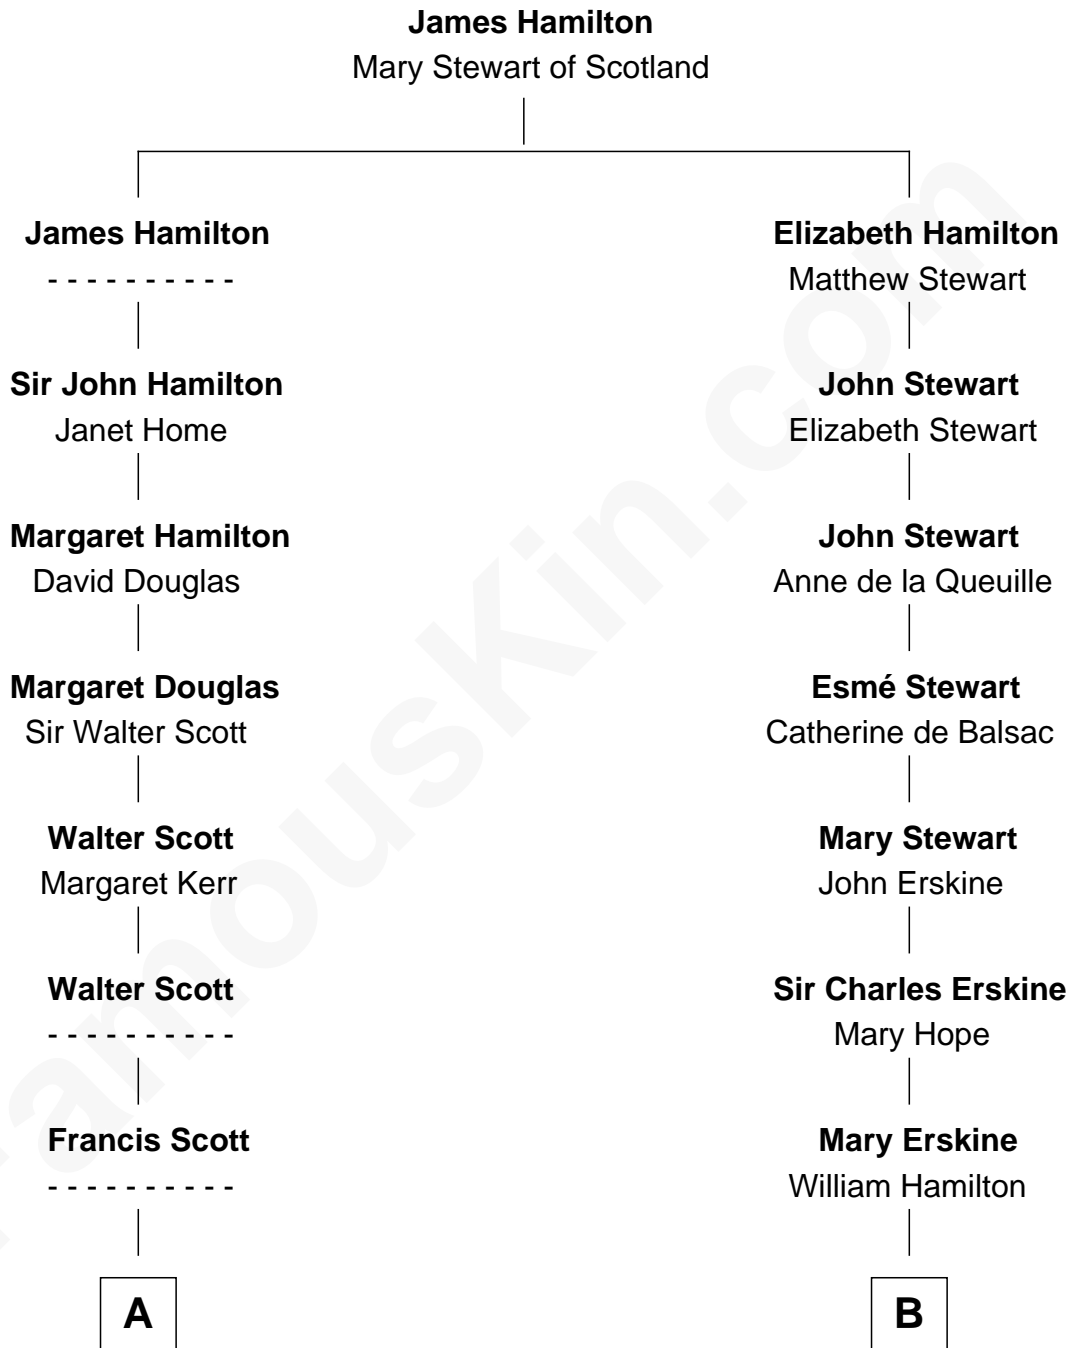 James Hamilton
Mary Stewart of Scotland
James Hamilton
- - - - - - - - - -
Elizabeth Hamilton
Matthew Stewart
Sir John Hamilton
Janet Home
John Stewart
Elizabeth Stewart
Margaret Hamilton
David Douglas
John Stewart
Anne de la Queuille
Margaret Douglas
Sir Walter Scott
Esmé Stewart
Catherine de Balsac
Walter Scott
Margaret Kerr
Mary Stewart
John Erskine
Walter Scott
- - - - - - - - - -
Sir Charles Erskine
Mary Hope
Francis Scott
- - - - - - - - - -
Mary Erskine
William Hamilton
A
B
FamousKin.com